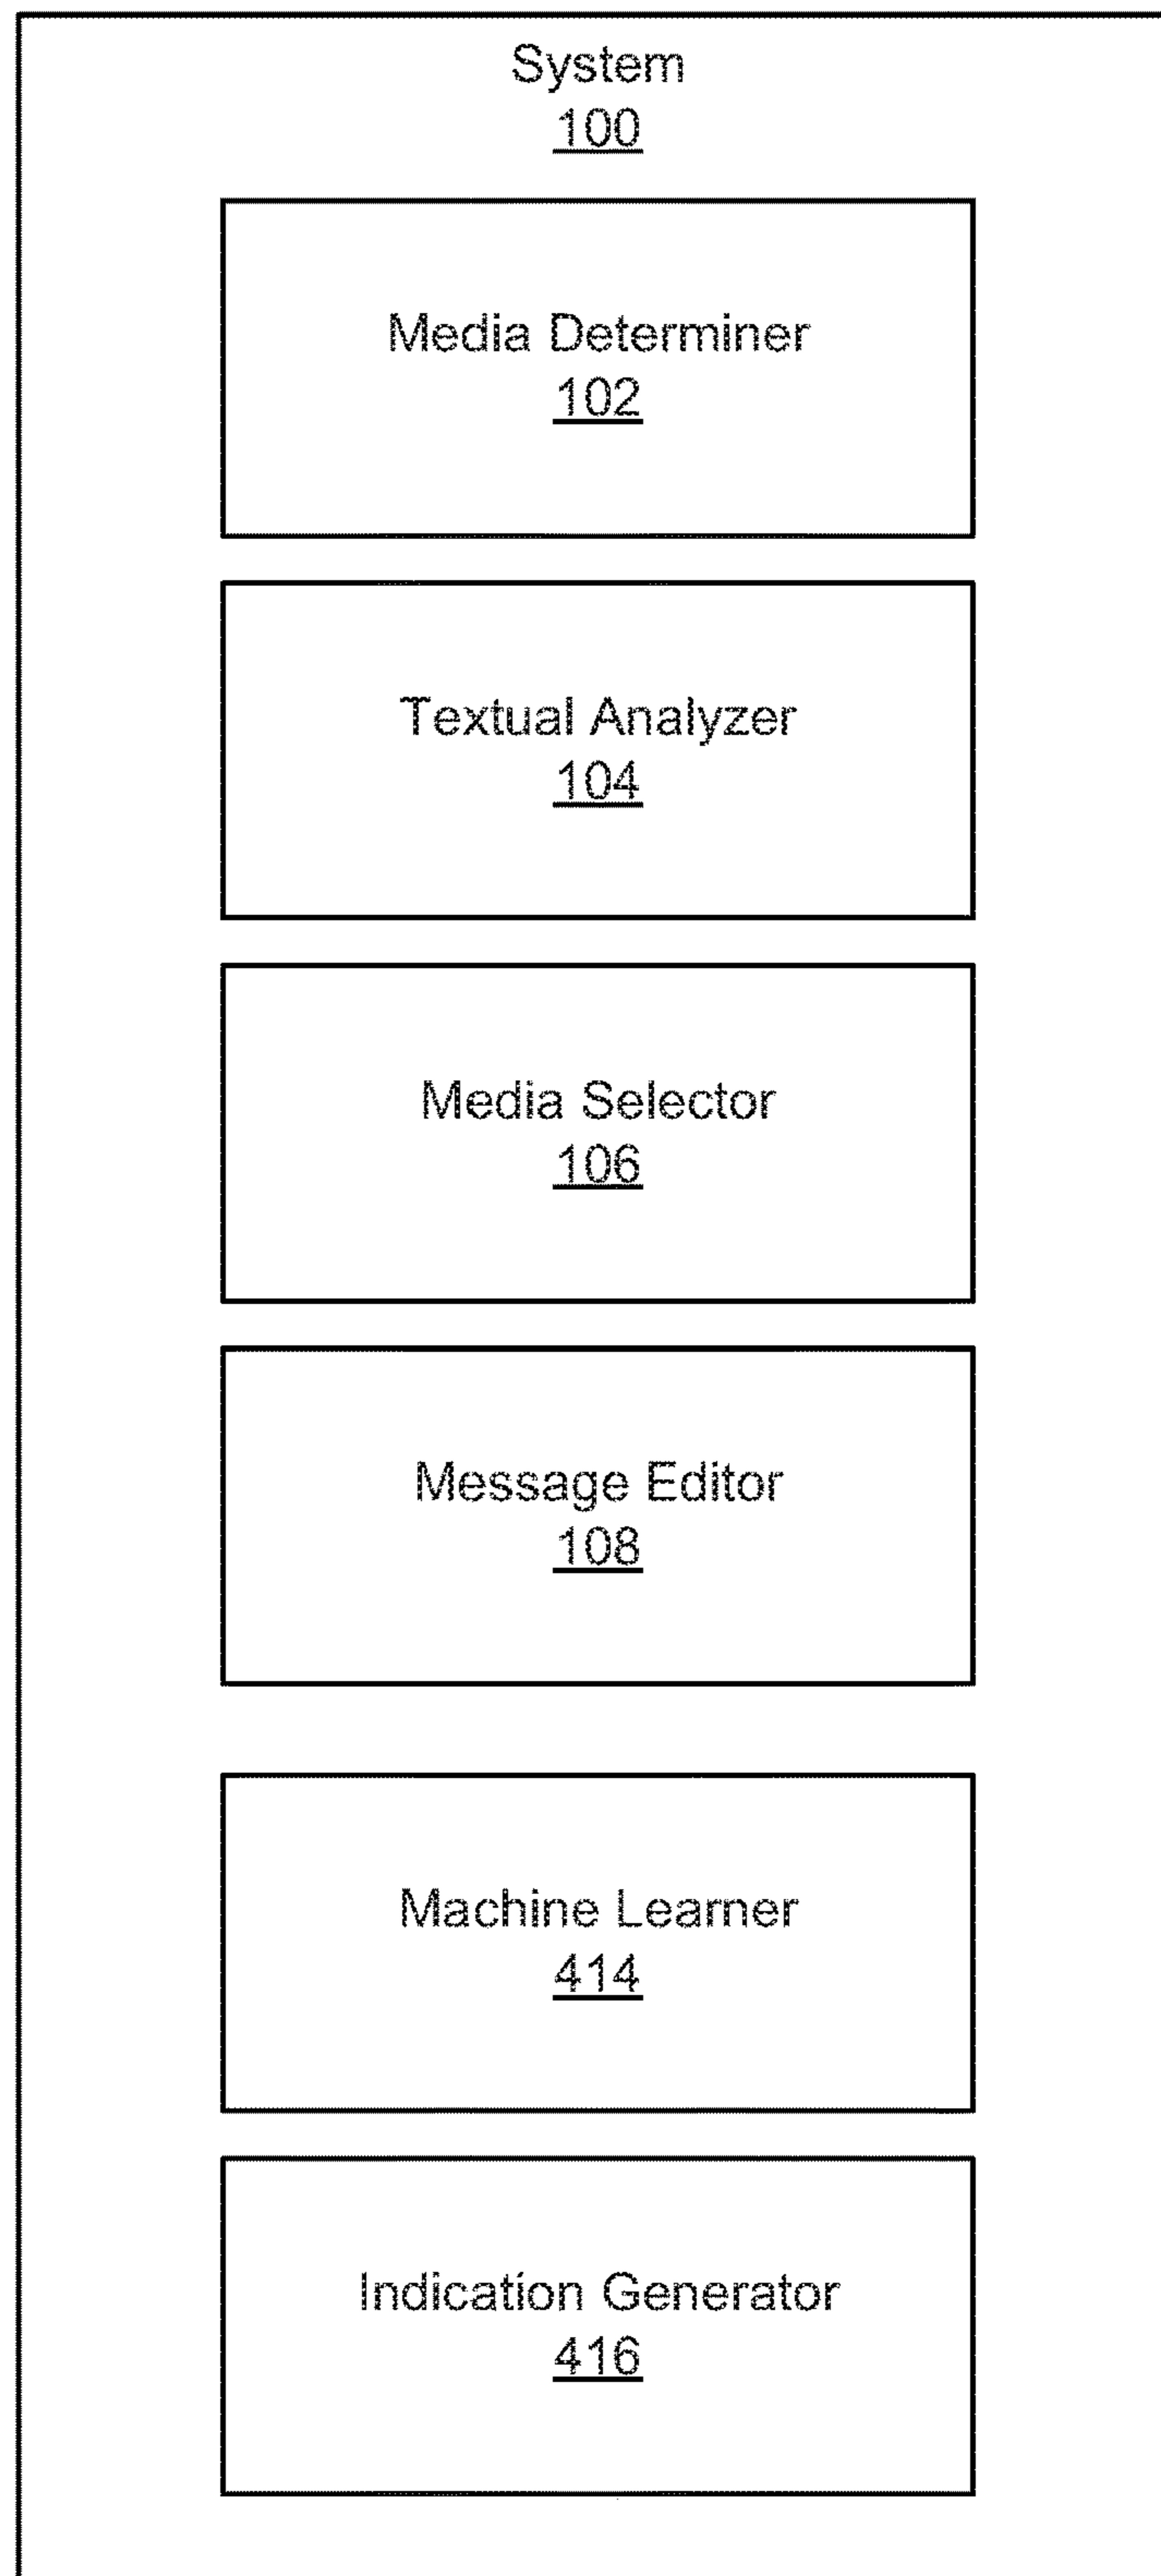 System
100
Media Determiner
102
Textual Analyzer
104
Media Selector
106
Message Editor
108
Machine Learner
414
Indication Generator
416